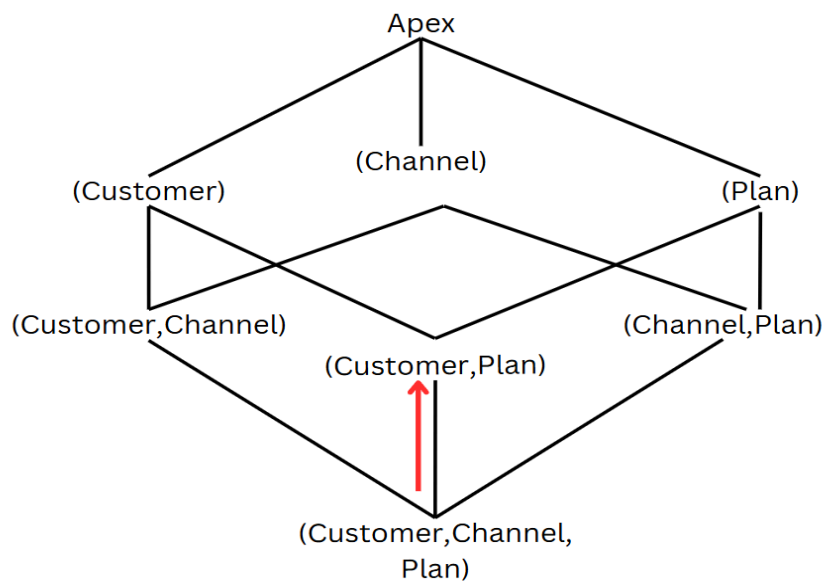 Apex
(Channel)
(Customer)
(Plan)
(Customer,Channel)
(Channel,Plan)
(Customer,Plan)
(Customer,Channel,
Plan)